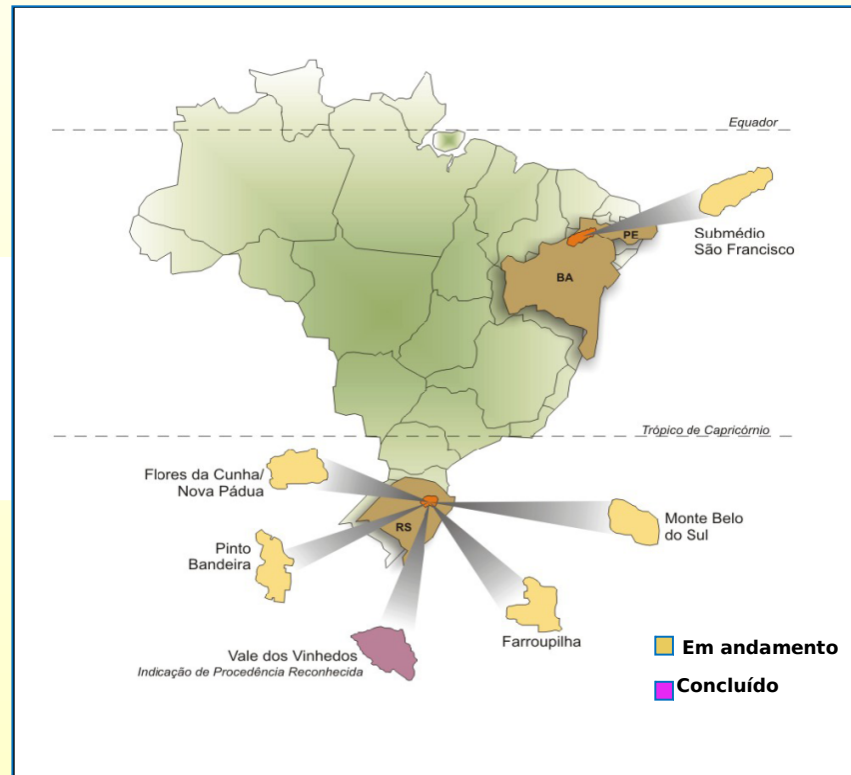 Equador
PE
Submédio
São Francisco
BA
Trópico de Capricórnio
Flores da Cunha/
Nova Pádua
Monte Belo
do Sul
RS
Pinto
Bandeira
Farroupilha
Vale dos Vinhedos
Indicação de Procedência Reconhecida
Em andamento
Concluído